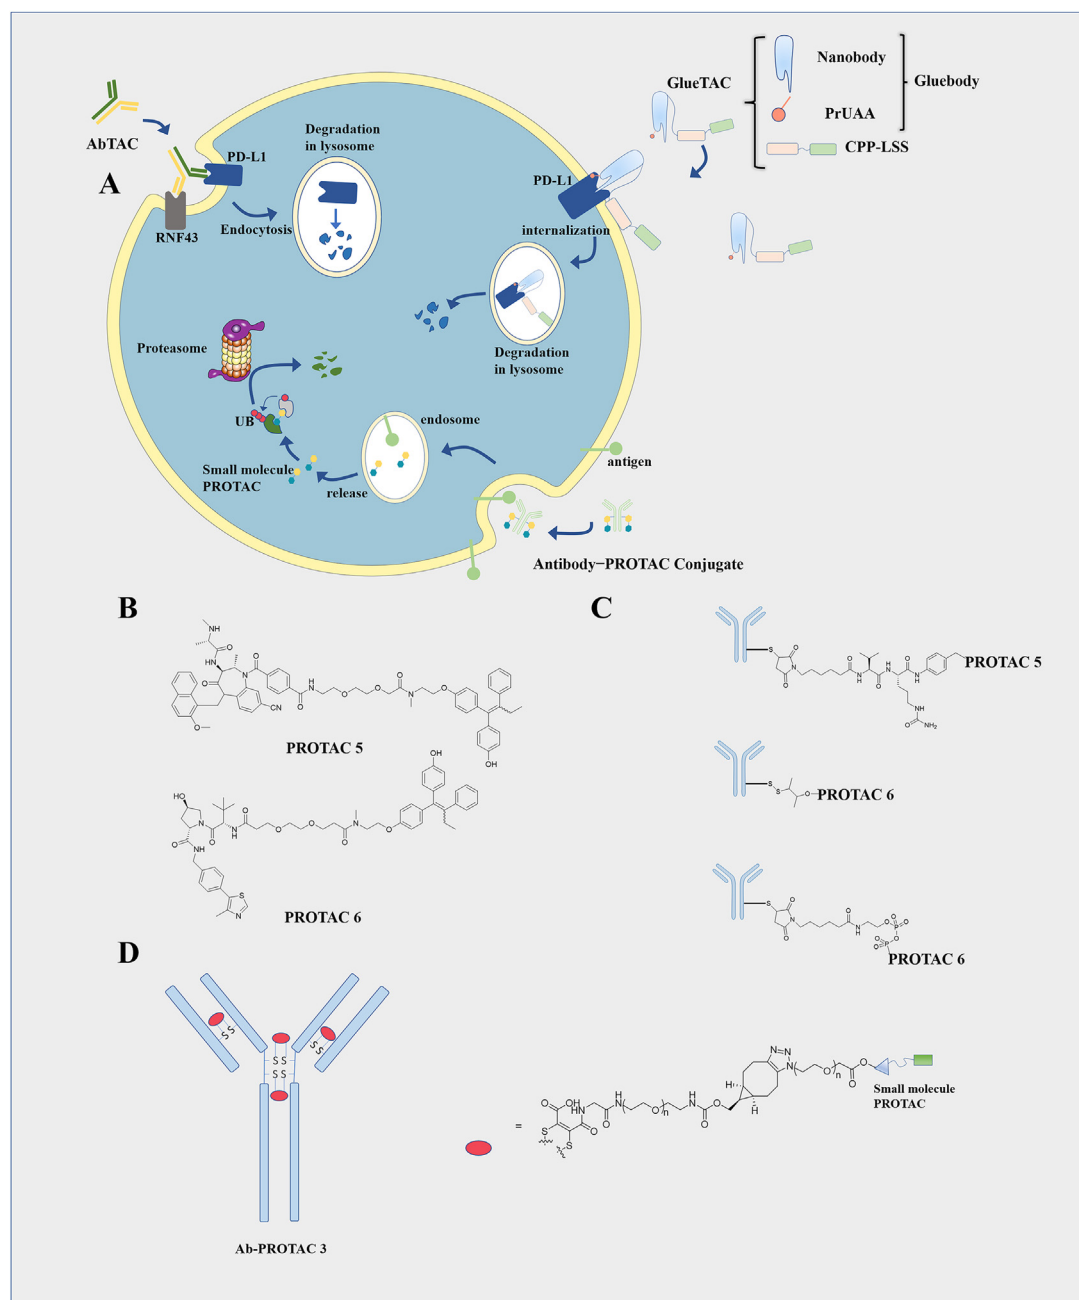 GlueTAC
Nanobody
PrUAA
Gluebody
CPP-LSS
AbTAC
A
PD-L1
RNF43
Endocytosis
Degradation
in lysosome
PD-L1
internalization
Degradation
in lysosome
Proteasome
UB
Small molecule
PROTAC
release
endosome
antigen
Antibody–PROTAC Conjugate
B
PROTAC 5
PROTAC 6
C
PROTAC 5
PROTAC 6
PROTAC 6
D
Ab-PROTAC 3
=
Small molecule
PROTAC